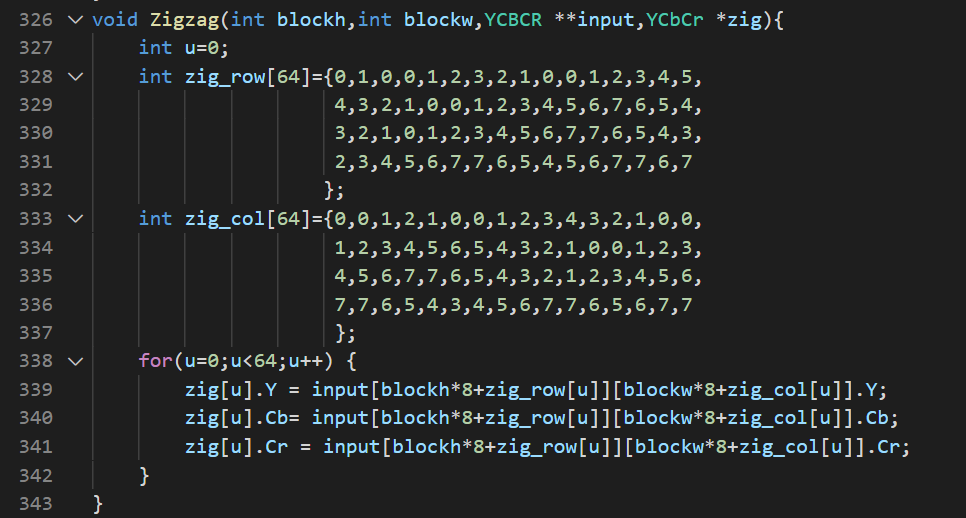 326 void Zigzag(int blockh,int blockw,YCBCR **input,YCbCr *zig){
327 int u=0;
328 int zig_row[64]={0,1,0,0,1,2,3,2,1,0,0,1,2,3,4,5,
329 4,3,2,1,0,0,1,2,3,4,5,6,7,6,5,4,
330 3,2,1,0,1,2,3,4,5,6,7,7,6,5,4,3,
331 2,3,4,5,6,7,7,6,5,4,5,6,7,7,6,7
332 };
333 int zig_col[64]={0,0,1,2,1,0,0,1,2,3,4,3,2,1,0,0,
334 1,2,3,4,5,6,5,4,3,2,1,0,0,1,2,3,
335 4,5,6,7,7,6,5,4,3,2,1,2,3,4,5,6,
336 7,7,6,5,4,3,4,5,6,7,7,6,5,6,7,7
337 };
338 for(u=0;u<64;u++) {
339 zig[u].Y = input[blockh*8+zig_row[u]][blockw*8+zig_col[u]].Y;
340 zig[u].Cb= input[blockh*8+zig_row[u]][blockw*8+zig_col[u]].Cb;
341 zig[u].Cr = input[blockh*8+zig_row[u]][blockw*8+zig_col[u]].Cr;
342 }
343 }